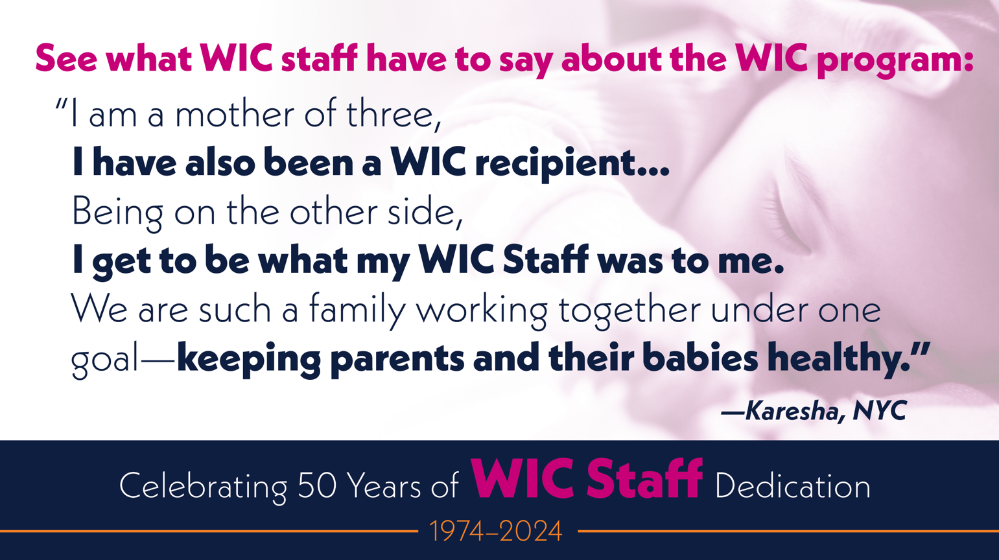 See what WIC staff have to say about the WIC program:
“I am a mother of three,
I have also been a WIC recipient...
Being on the other side,
I get to be what my WIC Staff was to me.
We are such a family working together under one
goal—keeping parents and their babies healthy.”
—Karesha, NYC
Celebrating 50 Years of WIC Staff Dedication
1974–2024